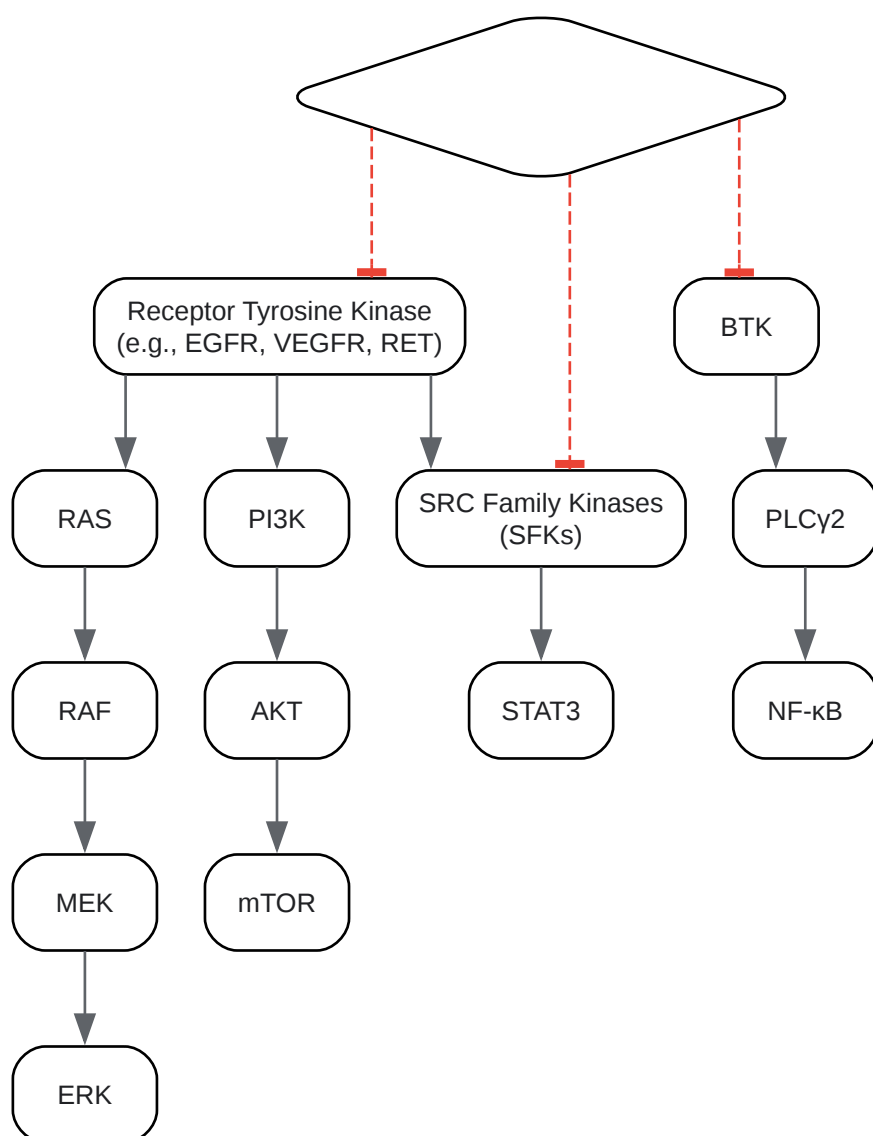 Receptor Tyrosine Kinase
(e.g., EGFR, VEGFR, RET)
BTK
RAS
PI3K
SRC Family Kinases
(SFKs)
PLCγ2
RAF
AKT
STAT3
NF-κB
MEK
mTOR
ERK